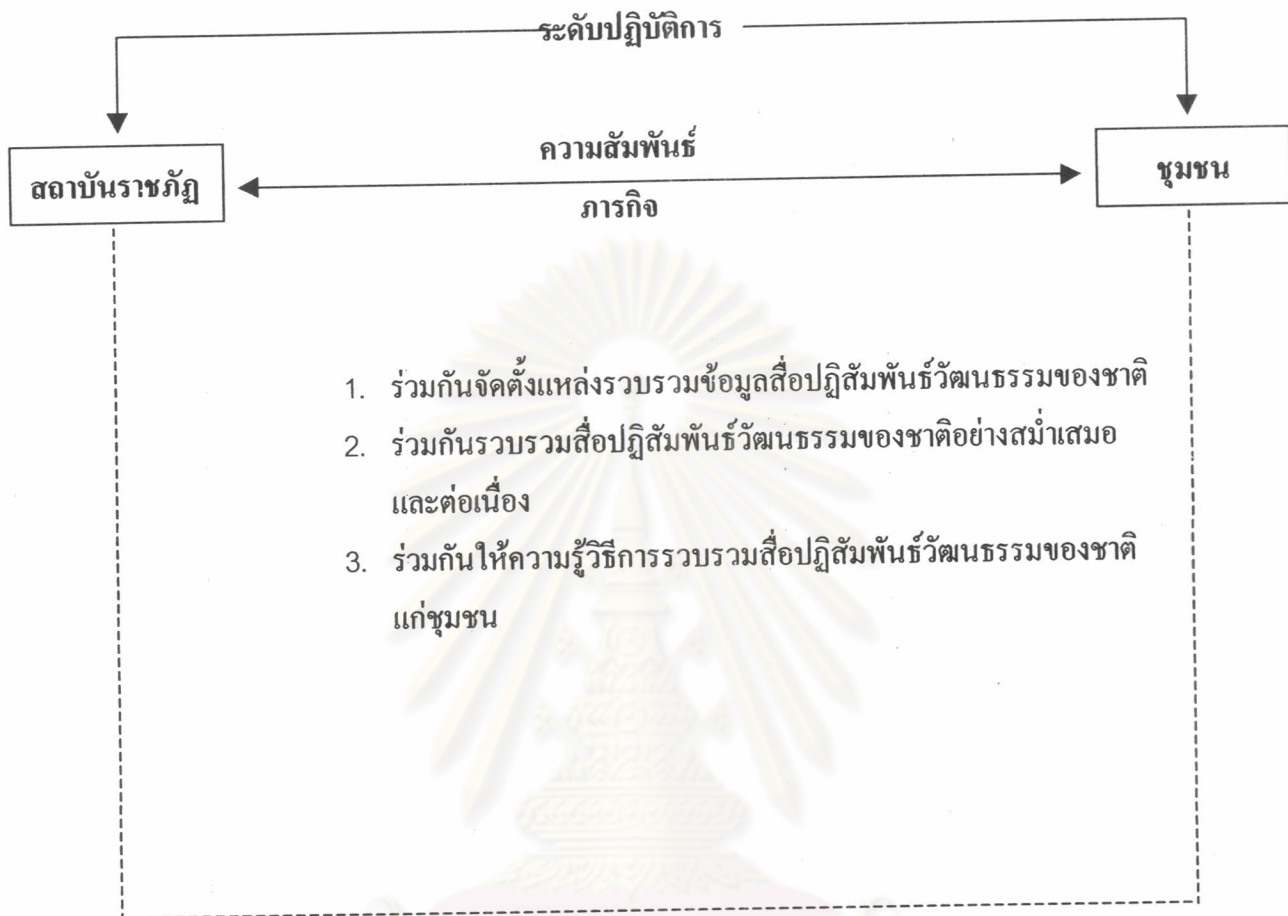 ระดับปฏิบัติการ
ความสัมพันธ์
สถาบันราชภัฏ
ชุมชน
ภารกิจ
1. ร่วมกันจัดตั้งแหล่งรวบรวมข้อมูลสื่อปฏิสัมพันธ์วัฒนธรรมของชาติ
2. ร่วมกันรวบรวมสื่อปฏิสัมพันธ์วัฒนธรรมของชาติอย่างสม่ำเสมอ
และต่อเนื่อง
3. ร่วมกันให้ความรู้วิธีการรวบรวมสื่อปฏิสัมพันธ์วัฒนธรรมของชาติ
แก่ชุมชน